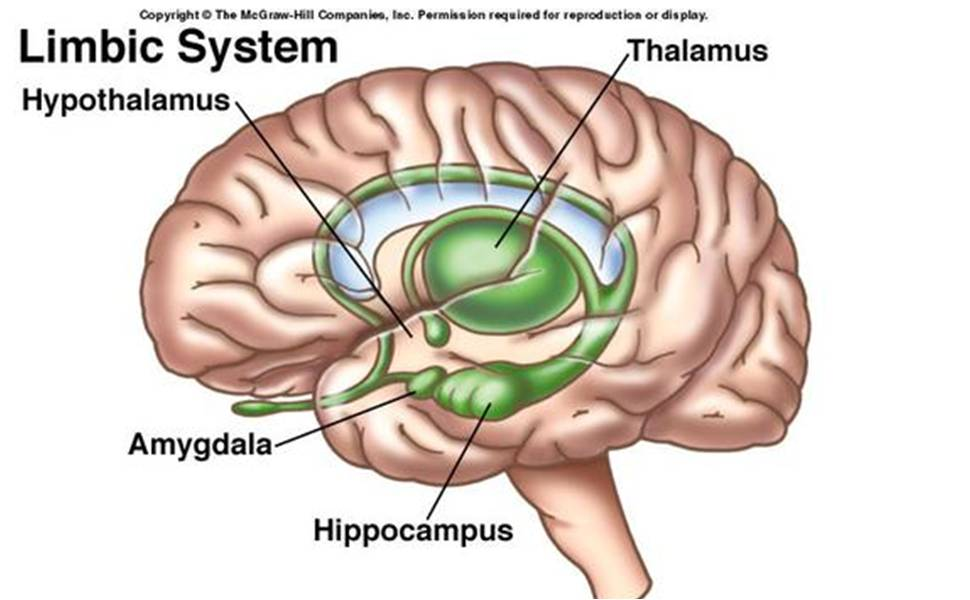 Copyright © The McGraw-Hill Companies, Inc. Permission required for reproduction or display.
Limbic System
Thalamus
Hypothalamus
Amygdala
Hippocampus